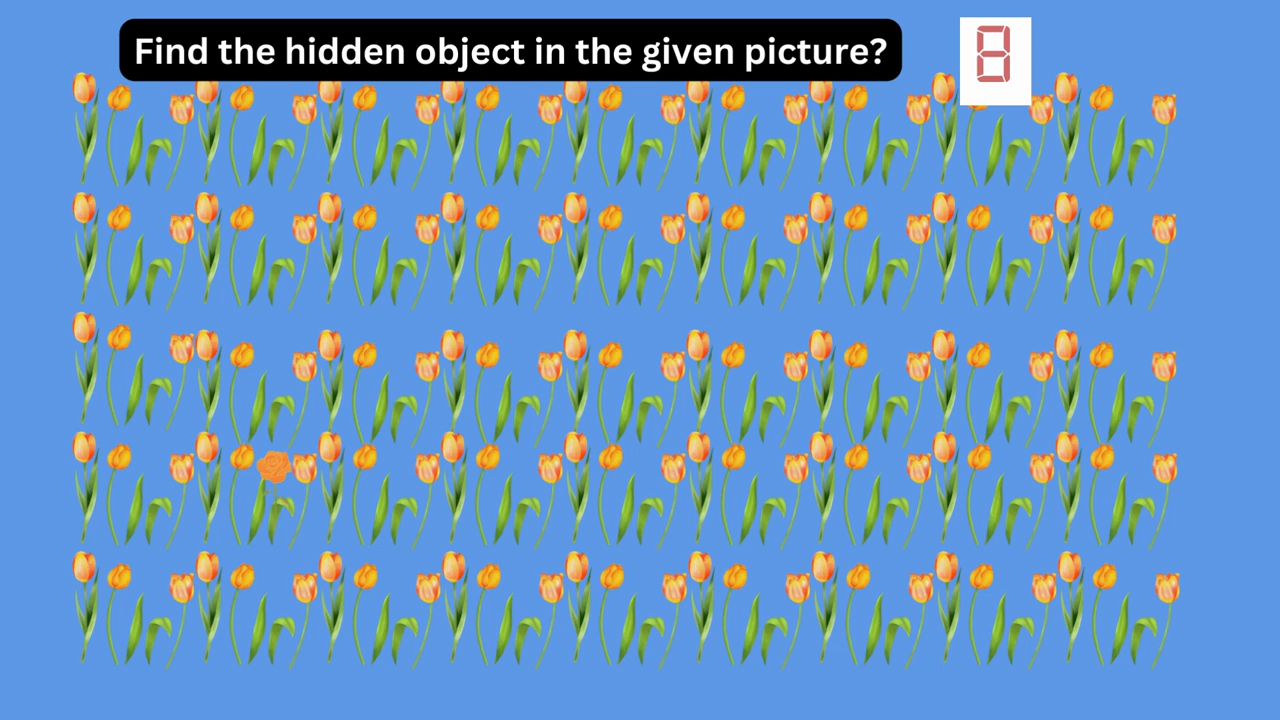 Find the hidden object in the given picture?
8